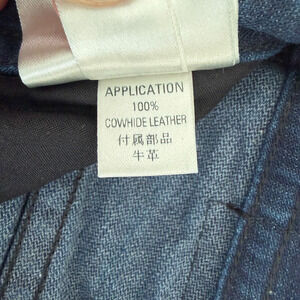 APPLICATION
100%
COWHIDE LEATHER
付属部品
牛革